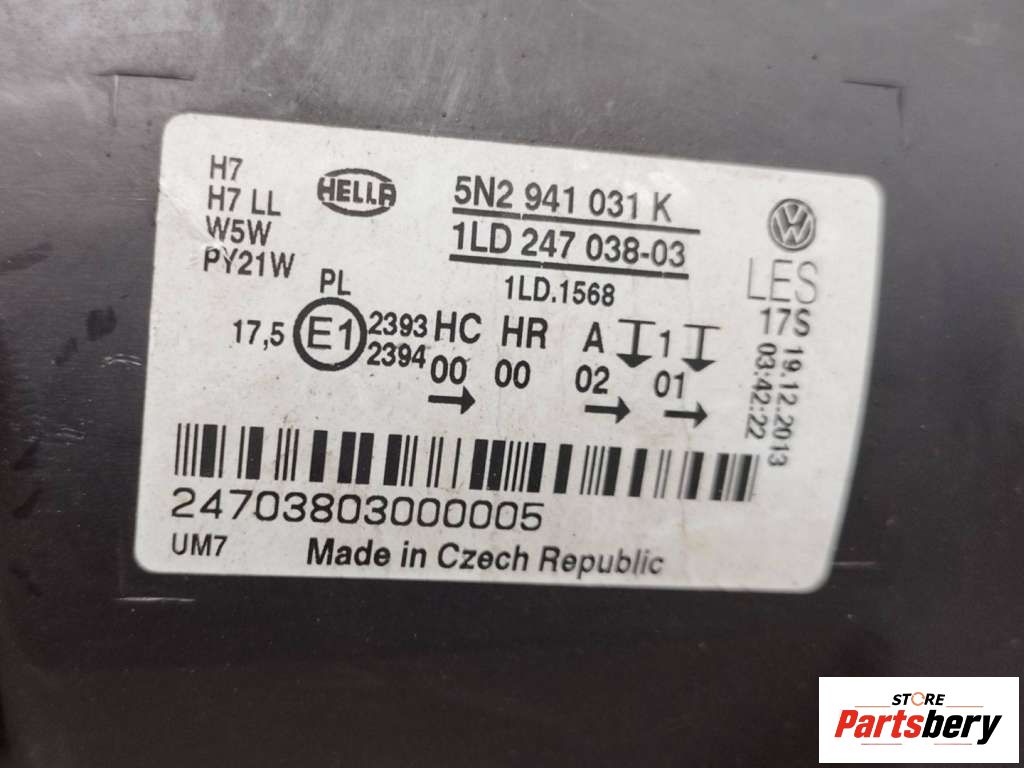 H7
H7 LL
W5W
PY21W
HELLA
5N2 941 031 K
1LD 247 038-03
1LD.1568
LES
17S 19.12.2013
03:42:22
PL
17,5 E1 2393 HC HR A 1
2394 00 00 02 01
24703803000005
UM7 Made in Czech Republic
STORE
Partsbery